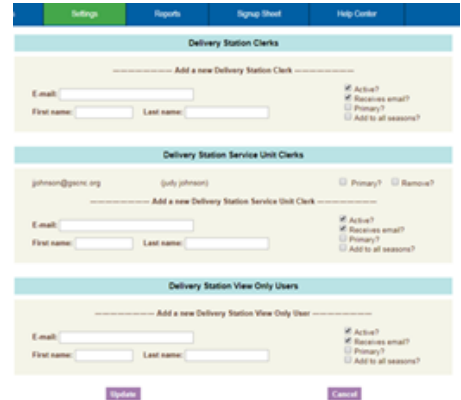 Settings Reports Signup Sheet Help Center
Delivery Station Clerks
Add a new Delivery Station Clerk
Active?
E-mail: Receives email?
Primary?
First name: Last name: Add to all seasons?
Delivery Station Service Unit Clerks
(judy johnson) Primary? Remove?
Add a new Delivery Station Service Unit Clerk
Active?
E-mail: Receives email?
Primary?
First name: Last name: Add to all seasons?
Delivery Station View Only Users
Add a new Delivery Station View Only User
Active?
E-mail: Receives email?
Primary?
First name: Last name: Add to all seasons?
Update Cancel